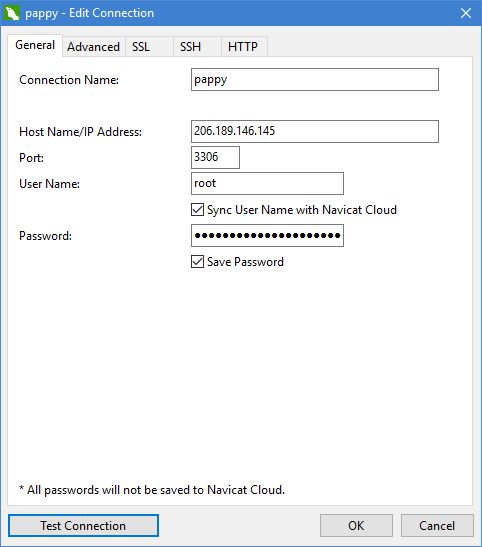 pappy - Edit Connection
General Advanced SSL SSH HTTP
Connection Name: pappy
Host Name/IP Address: 206.189.146.145
Port: 3306
User Name: root
Sync User Name with Navicat Cloud
Password: ●●●●●●●●●●●●●●●●●●●●●
Save Password
* All passwords will not be saved to Navicat Cloud.
Test Connection OK Cancel